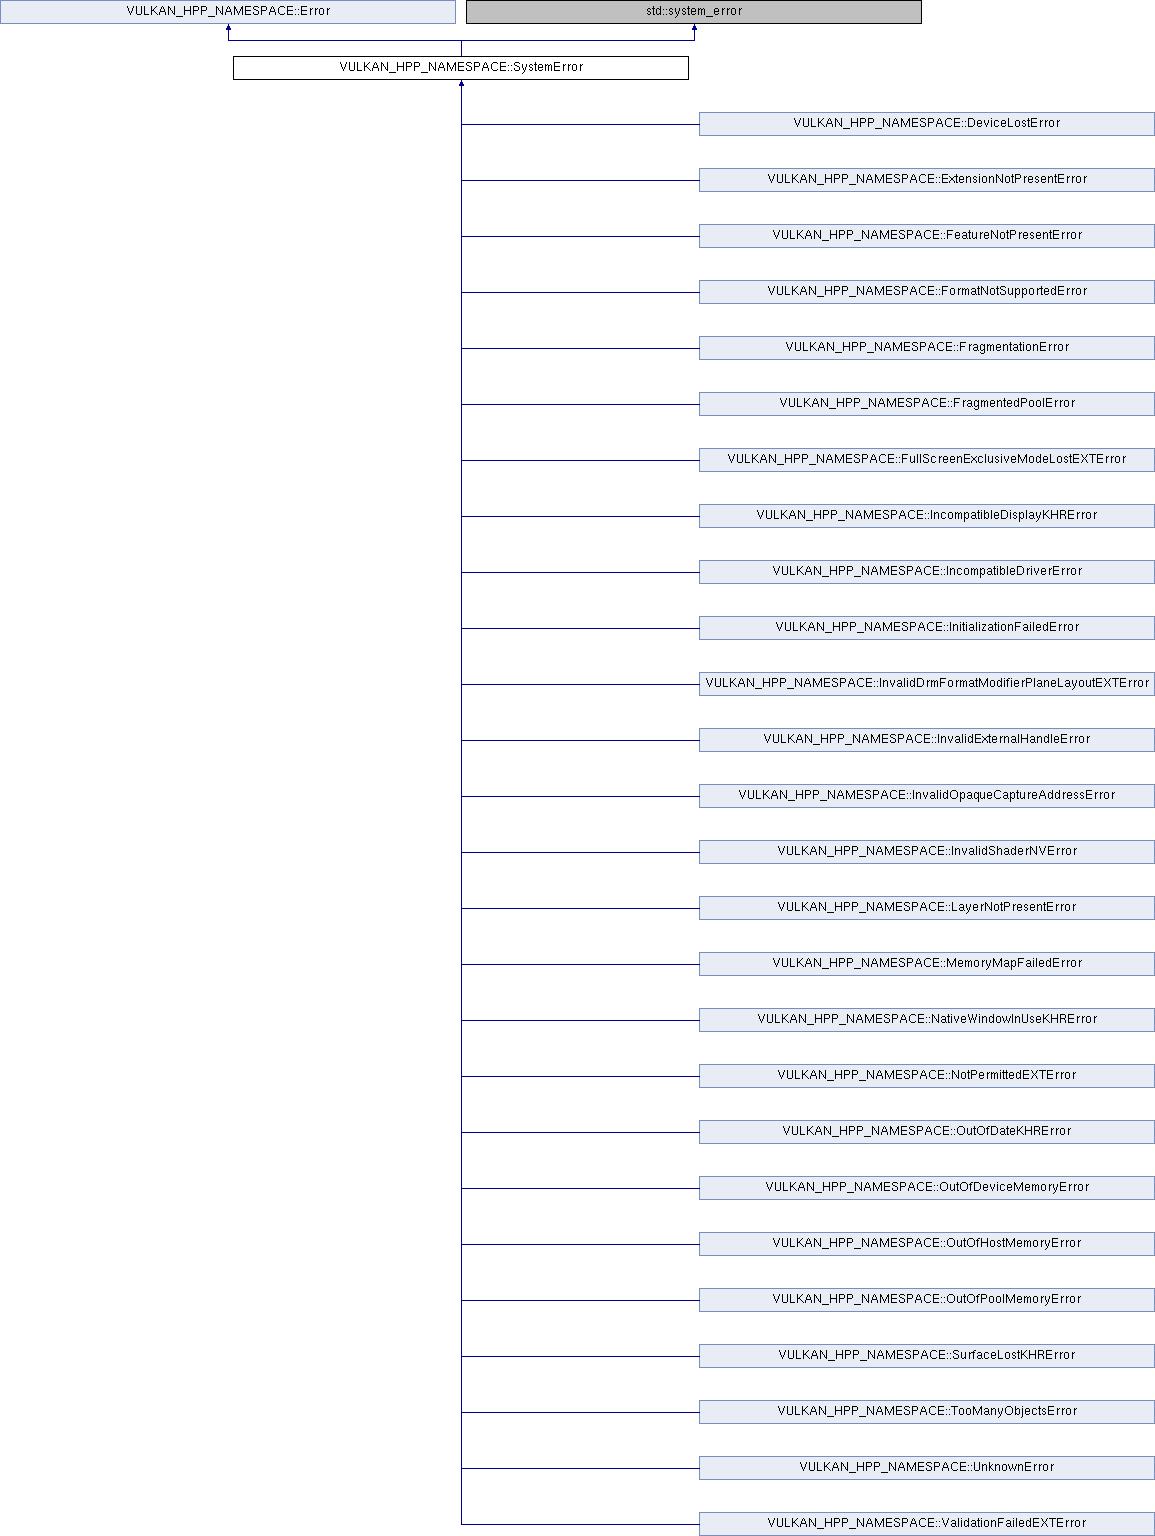 VULKAN_HPP_NAMESPACE::Error
std::system_error
VULKAN_HPP_NAMESPACE::SystemError
VULKAN_HPP_NAMESPACE::DeviceLostError
VULKAN_HPP_NAMESPACE::ExtensionNotPresentError
VULKAN_HPP_NAMESPACE::FeatureNotPresentError
VULKAN_HPP_NAMESPACE::FormatNotSupportedError
VULKAN_HPP_NAMESPACE::FragmentationError
VULKAN_HPP_NAMESPACE::FragmentedPoolError
VULKAN_HPP_NAMESPACE::FullScreenExclusiveModeLostEXTError
VULKAN_HPP_NAMESPACE::IncompatibleDisplayKHRError
VULKAN_HPP_NAMESPACE::IncompatibleDriverError
VULKAN_HPP_NAMESPACE::InitializationFailedError
VULKAN_HPP_NAMESPACE::InvalidDrmFormatModifierPlaneLayoutEXTError
VULKAN_HPP_NAMESPACE::InvalidExternalHandleError
VULKAN_HPP_NAMESPACE::InvalidOpaqueCaptureAddressError
VULKAN_HPP_NAMESPACE::InvalidShaderNVError
VULKAN_HPP_NAMESPACE::LayerNotPresentError
VULKAN_HPP_NAMESPACE::MemoryMapFailedError
VULKAN_HPP_NAMESPACE::NativeWindowInUseKHRError
VULKAN_HPP_NAMESPACE::NotPermittedEXTError
VULKAN_HPP_NAMESPACE::OutOfDateKHRError
VULKAN_HPP_NAMESPACE::OutOfDeviceMemoryError
VULKAN_HPP_NAMESPACE::OutOfHostMemoryError
VULKAN_HPP_NAMESPACE::OutOfPoolMemoryError
VULKAN_HPP_NAMESPACE::SurfaceLostKHRError
VULKAN_HPP_NAMESPACE::TooManyObjectsError
VULKAN_HPP_NAMESPACE::UnknownError
VULKAN_HPP_NAMESPACE::ValidationFailedEXTError